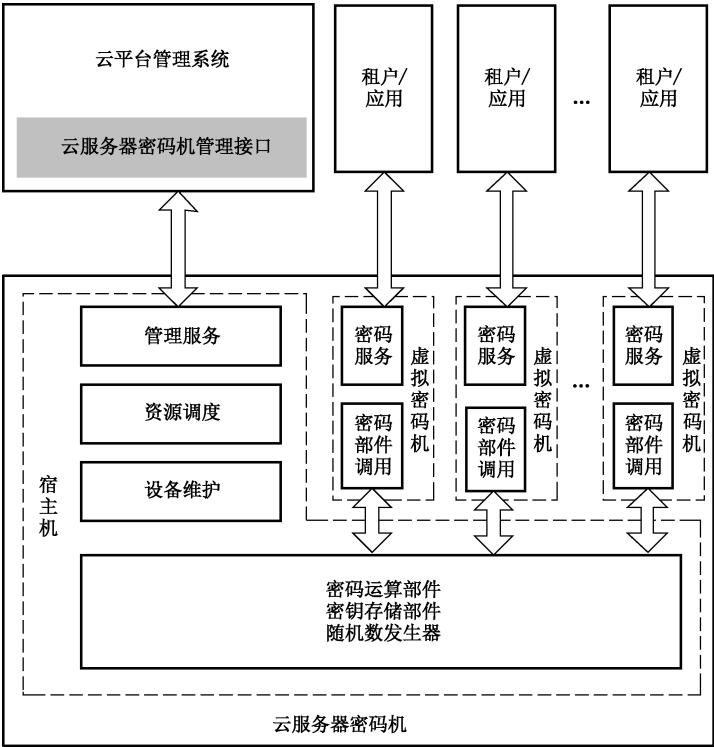 云平台管理系统
云服务器密码机管理接口
租户/
应用
租户/
应用
...
租户/
应用
管理服务
资源调度
设备维护
宿
主
机
密码
服务
密码
部件
调用
虚
拟
密
码
机
密码
服务
密码
部件
调用
虚
拟
密
码
机
...
密码
服务
密码
部件
调用
虚
拟
密
码
机
密码运算部件
密钥存储部件
随机数发生器
云服务器密码机